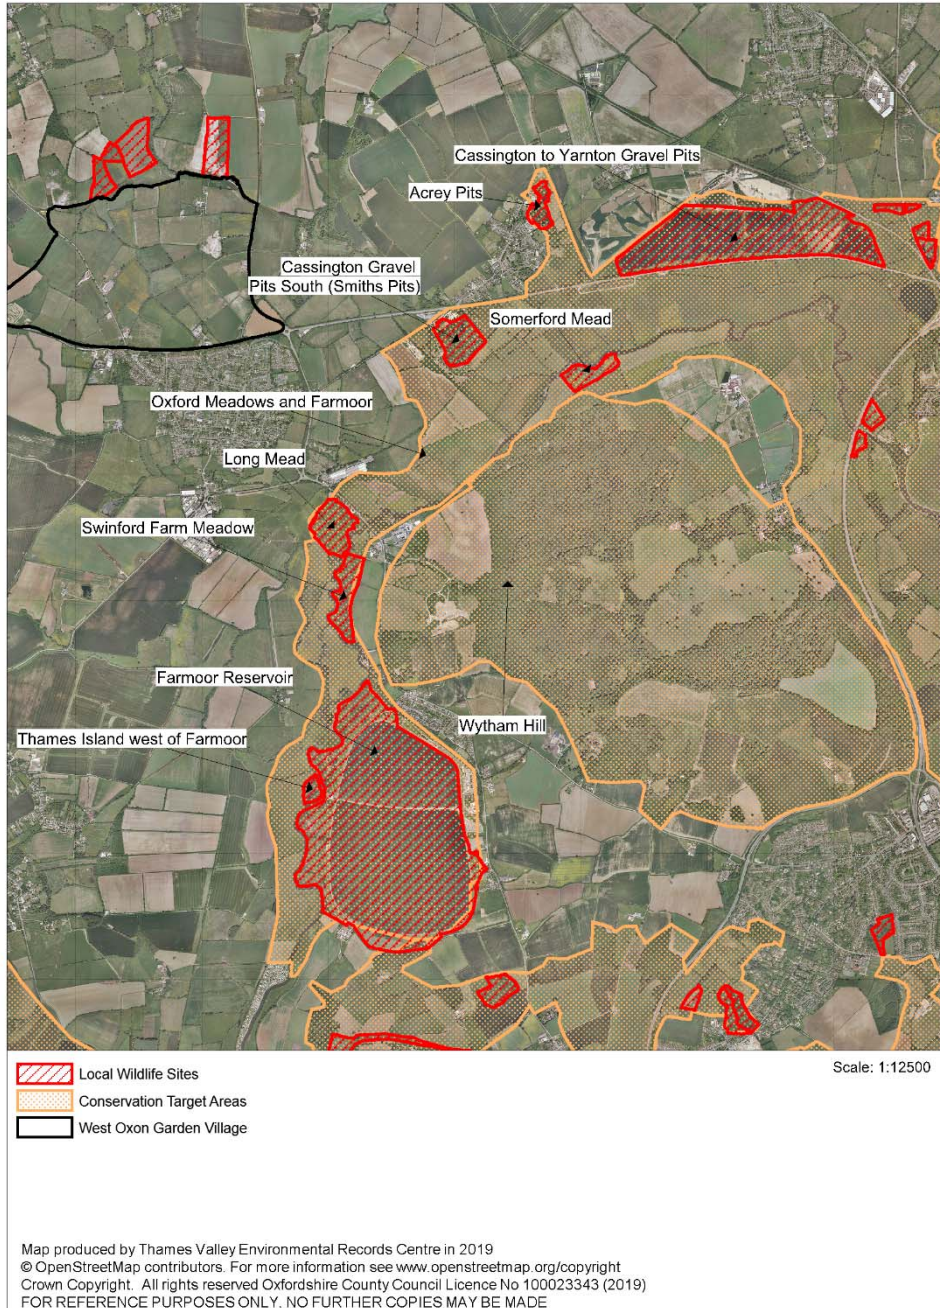 Cassington to Yarnton Gravel Pits
Acrey Pits
Cassington Gravel
Pits South (Smiths Pits)
Somerford Mead
Oxford Meadows and Farmoor
Long Mead
Swinford Farm Meadow
Farmoor Reservoir
Wytham Hill
Thames Island west of Farmoor
Local Wildlife Sites
Scale: 1:12500
Conservation Target Areas
West Oxon Garden Village
Map produced by Thames Valley Environmental Records Centre in 2019
© OpenStreetMap contributors. For more information see www.openstreetmap.org/copyright
Crown Copyright. All rights reserved Oxfordshire County Council Licence No 100023343 (2019)
FOR REFERENCE PURPOSES ONLY. NO FURTHER COPIES MAY BE MADE